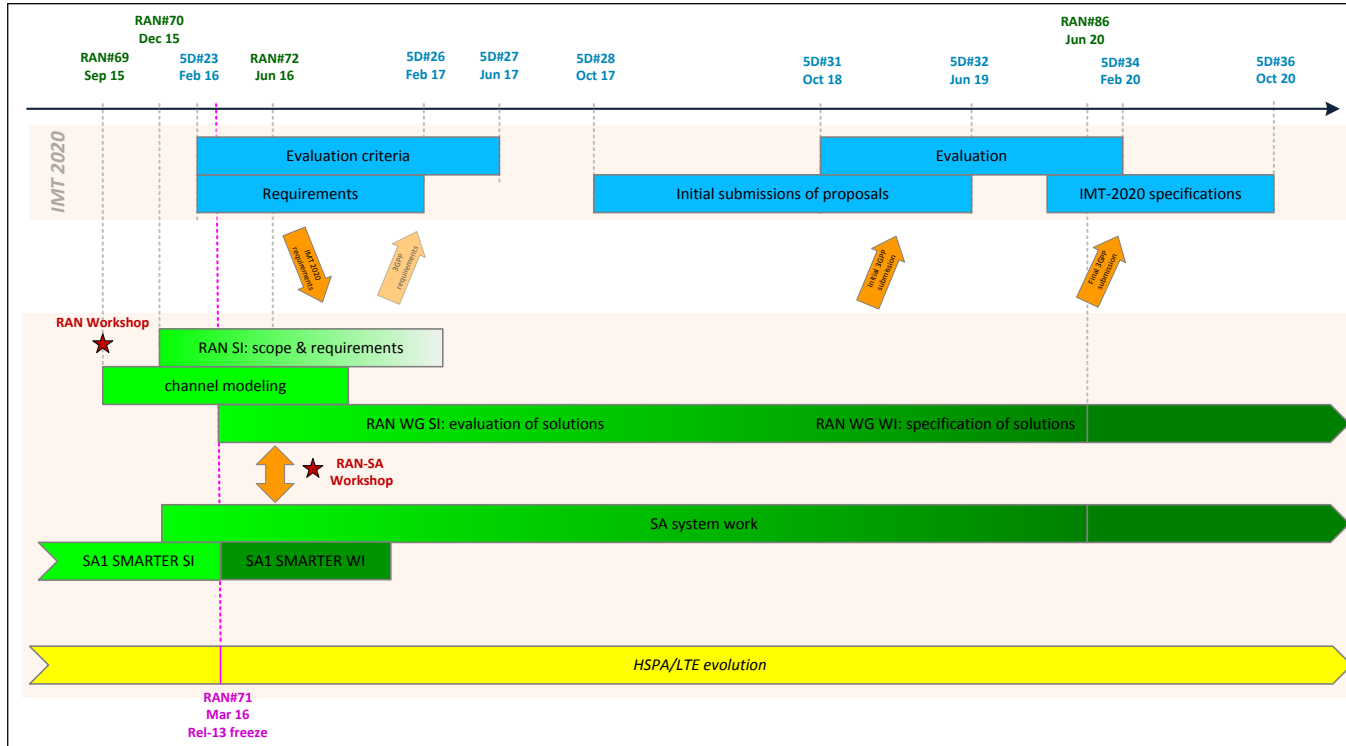 RAN#70
Dec 15
RAN#86
Jun 20
RAN#69
Sep 15
5D#23
Feb 16
RAN#72
Jun 16
5D#26
Feb 17
5D#27
Jun 17
5D#28
Oct 17
5D#31
Oct 18
5D#32
Jun 19
5D#34
Feb 20
5D#36
Oct 20
IMT 2020
Evaluation criteria
Evaluation
Requirements
Initial submissions of proposals
IMT-2020 specifications
IMT 2020
requirements
3GPP
requirements
Initial 3GPP
submission
Final 3GPP
submission
RAN Workshop
RAN SI: scope & requirements
channel modeling
RAN WG SI: evaluation of solutions
RAN WG WI: specification of solutions
RAN-SA
Workshop
SA system work
SA1 SMARTER SI
SA1 SMARTER WI
HSPA/LTE evolution
RAN#71
Mar 16
Rel-13 freeze